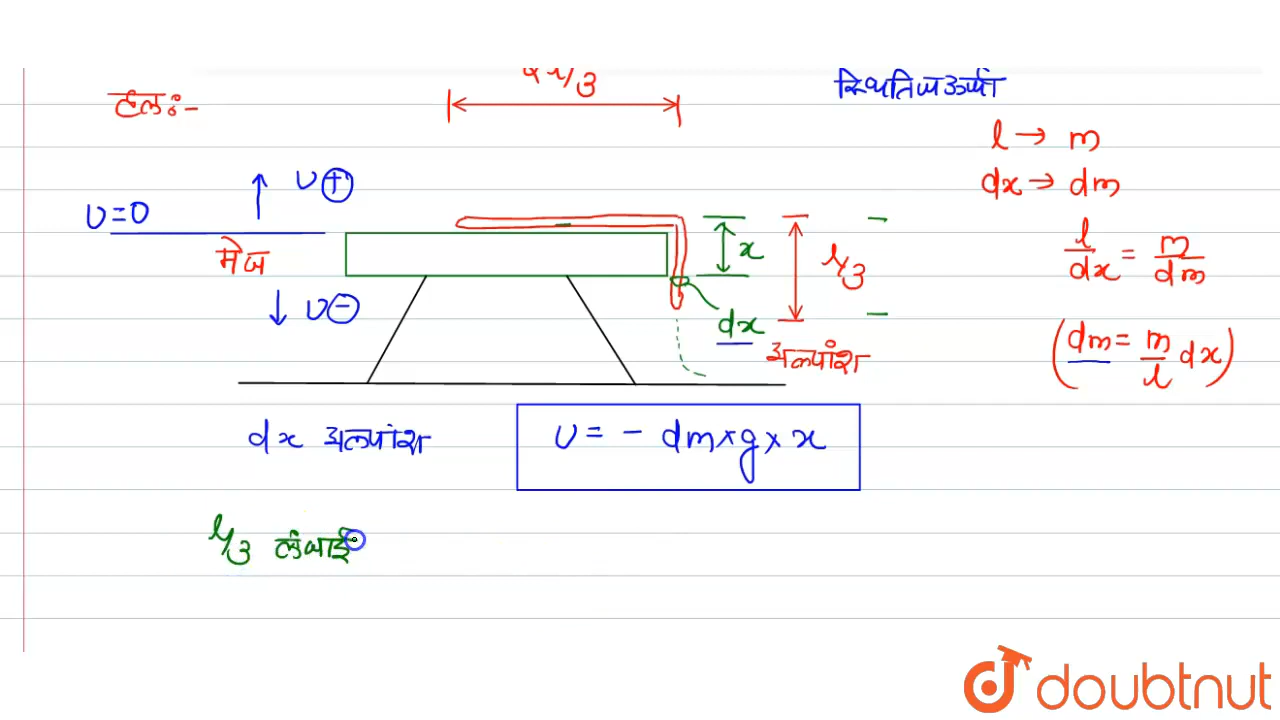 2l/3
हल:-
स्थितिज ऊर्जा
l → m
dx → dm
U ⊕
U=0
मेज
U ⊖
x
l/3
l/dx = m/dm
dx
अल्पांश
(dm = m/l dx)
dx अल्पांश
U = - dm × g × x
l/3 लंबाई
doubtnut